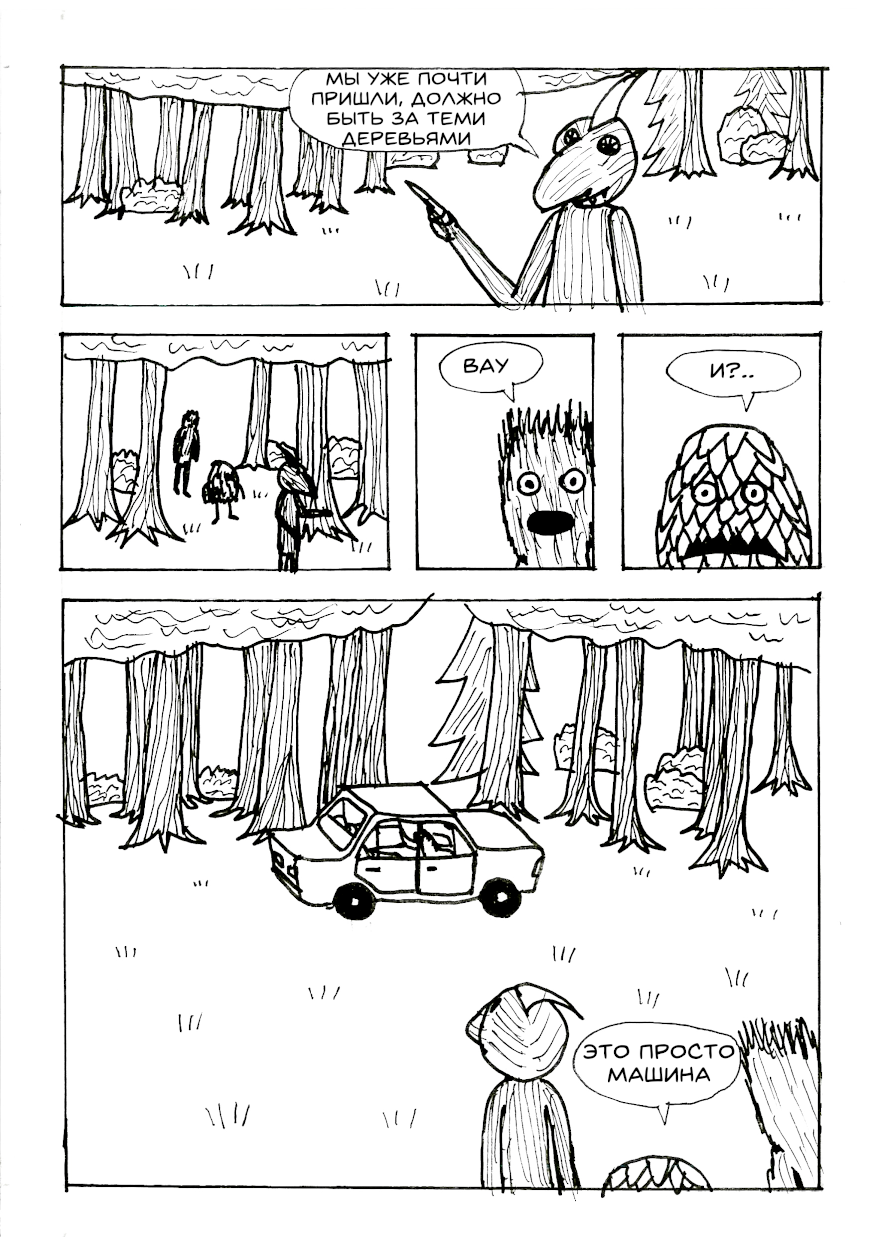 МЫ УЖЕ ПОЧТИ
ПРИШЛИ, ДОЛЖНО
БЫТЬ ЗА ТЕМИ
ДЕРЕВЬЯМИ
ВАУ
И?..
ЭТО ПРОСТО
МАШИНА